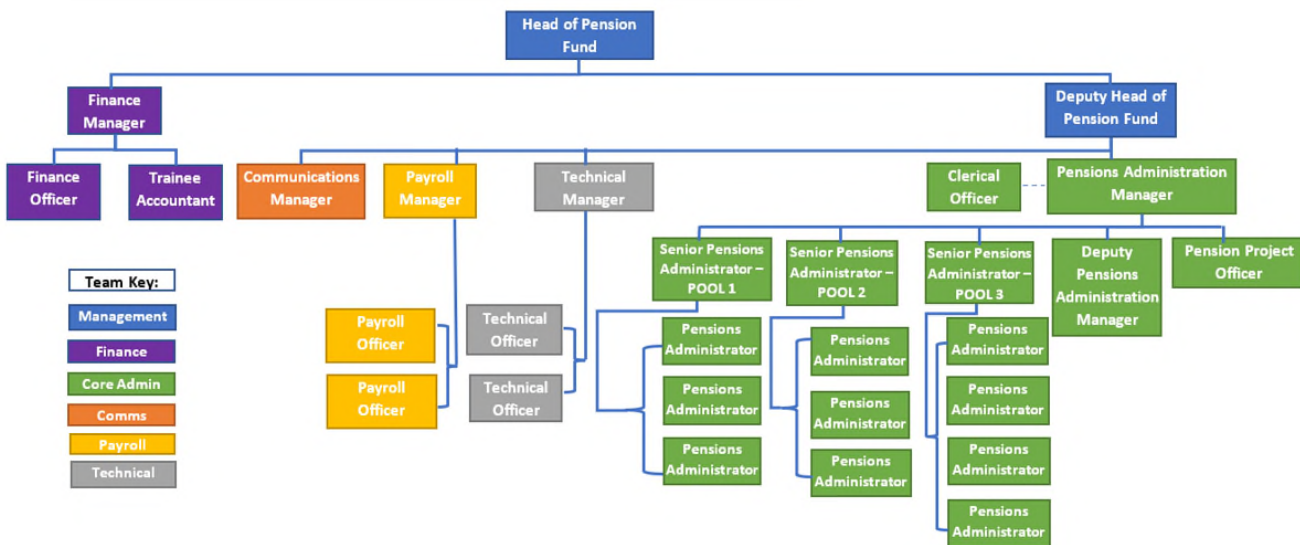 Head of Pension
Fund
Finance
Manager
Deputy Head of
Pension Fund
Finance
Officer
Trainee
Accountant
Communications
Manager
Payroll
Manager
Technical
Manager
Clerical
Officer
Pensions Administration
Manager
Senior Pensions
Administrator –
POOL 1
Senior Pensions
Administrator –
POOL 2
Senior Pensions
Administrator –
POOL 3
Deputy
Pensions
Administration
Manager
Pension Project
Officer
Team Key:
Management
Finance
Core Admin
Comms
Payroll
Technical
Payroll
Officer
Payroll
Officer
Technical
Officer
Technical
Officer
Pensions
Administrator
Pensions
Administrator
Pensions
Administrator
Pensions
Administrator
Pensions
Administrator
Pensions
Administrator
Pensions
Administrator
Pensions
Administrator
Pensions
Administrator
Pensions
Administrator